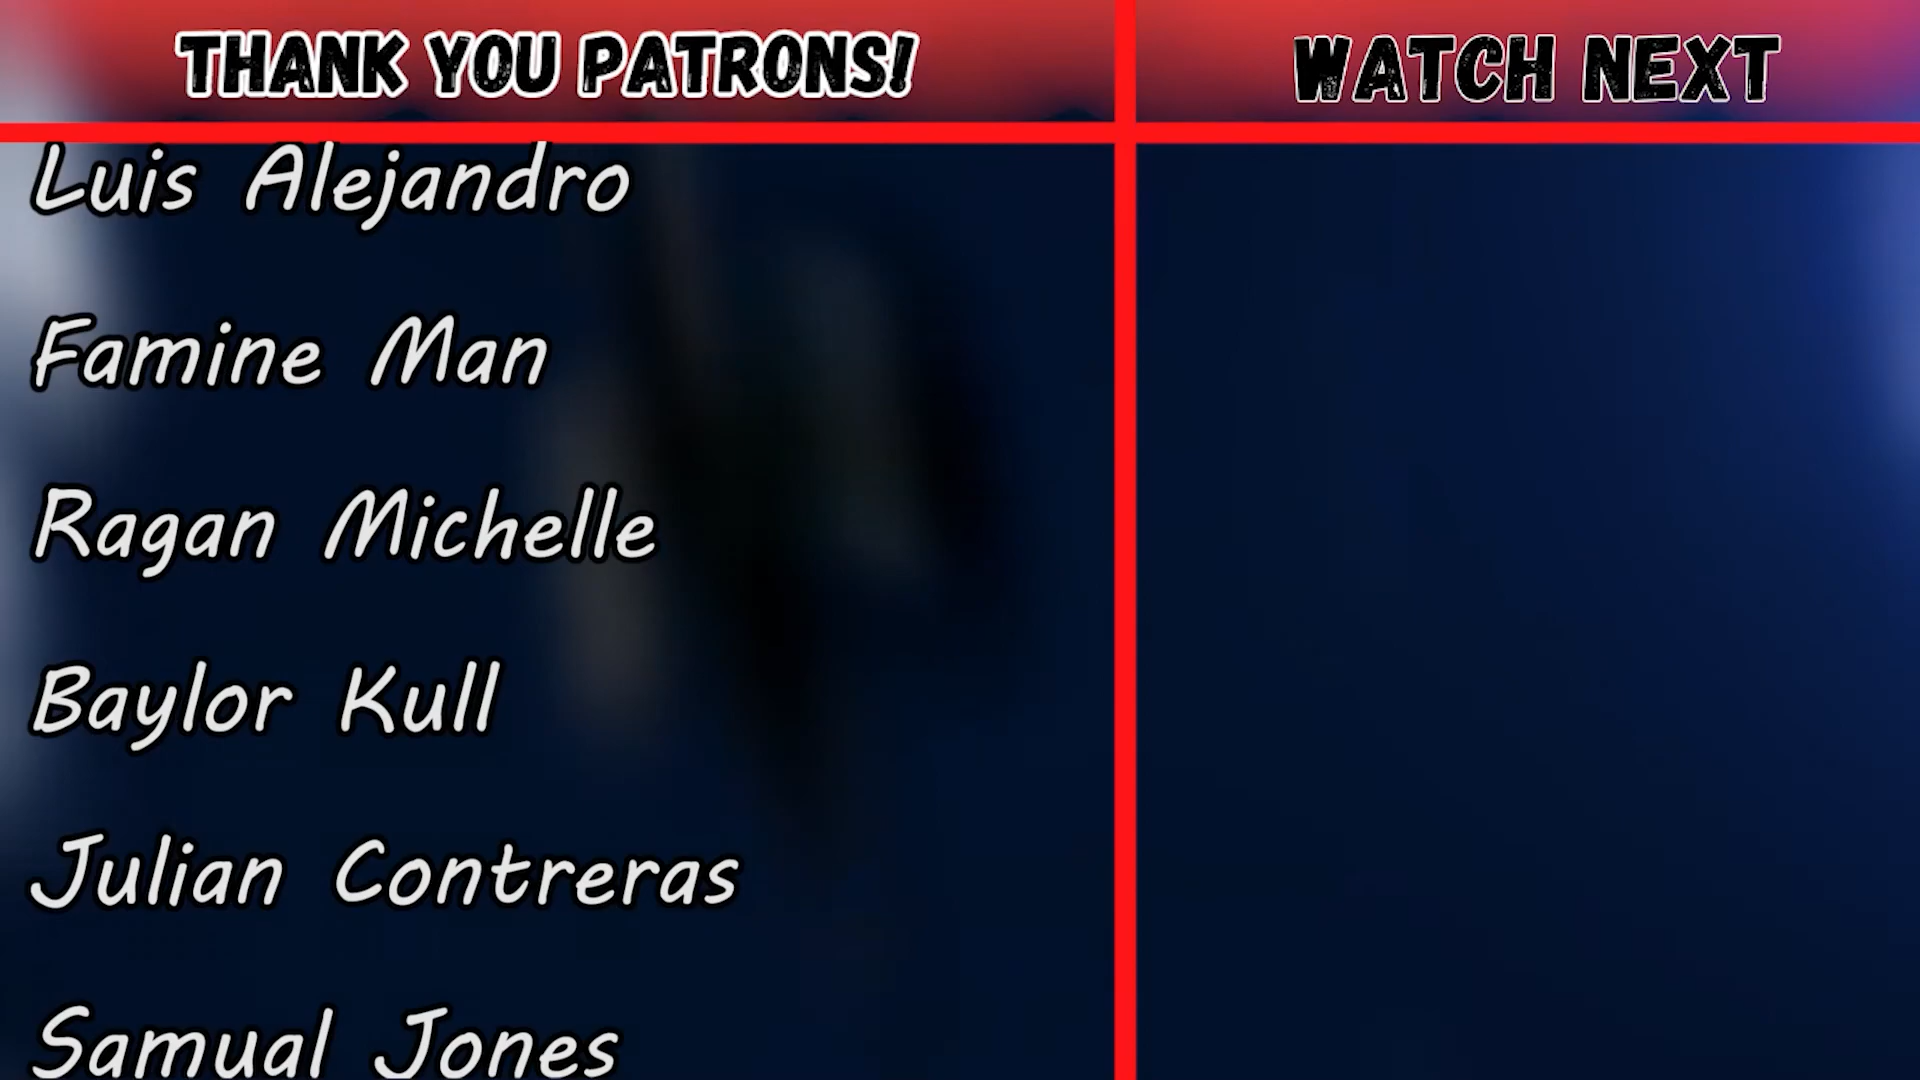 THANK YOU PATRONS!
WATCH NEXT
Luis Alejandro
Famine Man
Ragan Michelle
Baylor Kull
Julian Contreras
Samual Jones